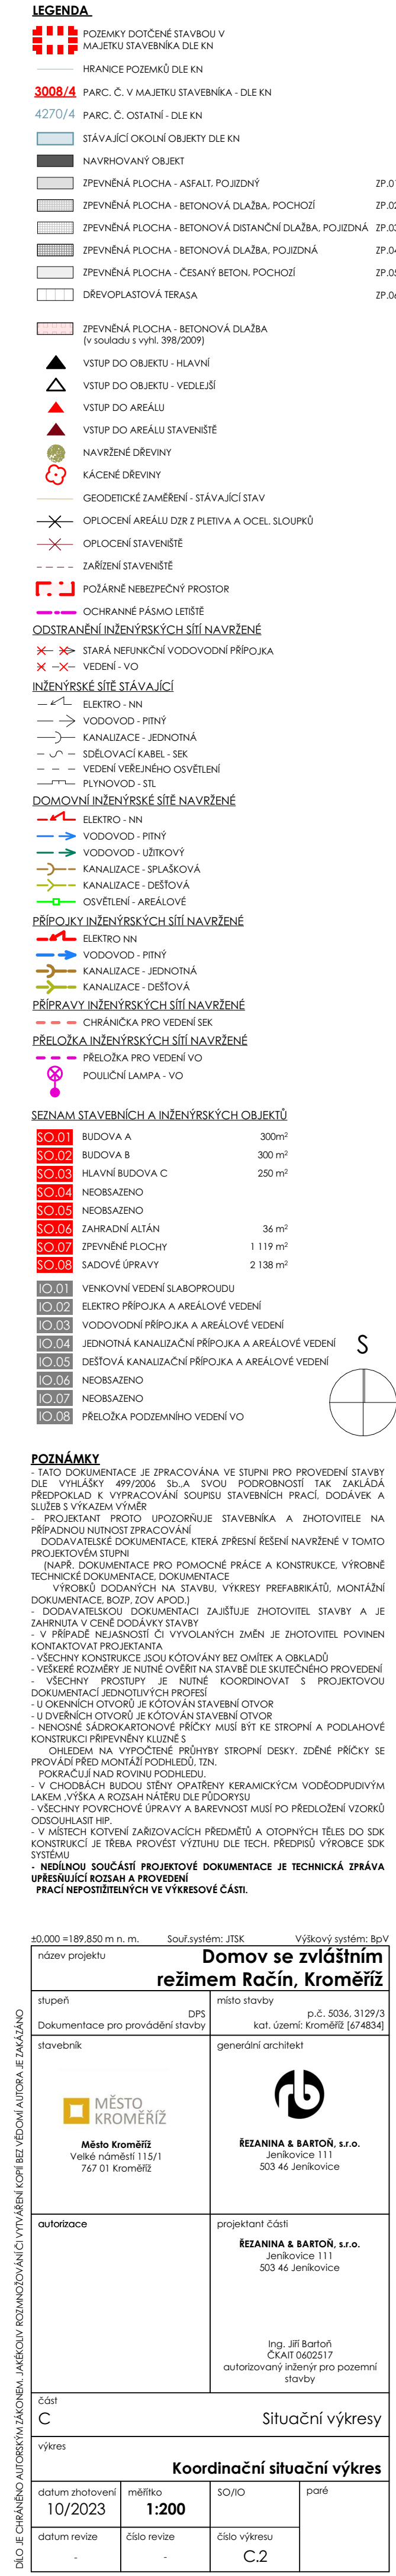 LEGENDA
POZEMKY DOTČENÉ STAVBOU V
MAJETKU STAVEBNÍKA DLE KN
HRANICE POZEMKŮ DLE KN
3008/4 PARC. Č. V MAJETKU STAVEBNÍKA - DLE KN
4270/4 PARC. Č. OSTATNÍ - DLE KN
STÁVAJÍCÍ OKOLNÍ OBJEKTY DLE KN
NAVRHOVANÝ OBJEKT
ZPEVNĚNÁ PLOCHA - ASFALT, POJIZDNÝ ZP.01
ZPEVNĚNÁ PLOCHA - BETONOVÁ DLAŽBA, POCHOZÍ ZP.02
ZPEVNĚNÁ PLOCHA - BETONOVÁ DISTANČNÍ DLAŽBA, POJIZDNÁ ZP.03
ZPEVNĚNÁ PLOCHA - BETONOVÁ DLAŽBA, POJIZDNÁ ZP.04
ZPEVNĚNÁ PLOCHA - ČESANÝ BETON, POCHOZÍ ZP.05
DŘEVOPLASTOVÁ TERASA ZP.06
ZPEVNĚNÁ PLOCHA - BETONOVÁ DLAŽBA
(v souladu s vyhl. 398/2009)
VSTUP DO OBJEKTU - HLAVNÍ
VSTUP DO OBJEKTU - VEDLEJŠÍ
VSTUP DO AREÁLU
VSTUP DO AREÁLU STAVENIŠTĚ
NAVRŽENÉ DŘEVINY
KÁCENÉ DŘEVINY
GEODETICKÉ ZAMĚŘENÍ - STÁVAJÍCÍ STAV
OPLOCENÍ AREÁLU DZR Z PLETIVA A OCEL. SLOUPKŮ
OPLOCENÍ STAVENIŠTĚ
ZAŘÍZENÍ STAVENIŠTĚ
POŽÁRNĚ NEBEZPEČNÝ PROSTOR
OCHRANNÉ PÁSMO LETIŠTĚ
ODSTRANĚNÍ INŽENÝRSKÝCH SÍTÍ NAVRŽENÉ
STARÁ NEFUNKČNÍ VODOVODNÍ PŘÍPOJKA
VEDENÍ - VO
INŽENÝRSKÉ SÍTĚ STÁVAJÍCÍ
ELEKTRO - NN
VODOVOD - PITNÝ
KANALIZACE - JEDNOTNÁ
SDĚLOVACÍ KABEL - SEK
VEDENÍ VEŘEJNÉHO OSVĚTLENÍ
PLYNOVOD - STL
DOMOVNÍ INŽENÝRSKÉ SÍTĚ NAVRŽENÉ
ELEKTRO - NN
VODOVOD - PITNÝ
VODOVOD - UŽITKOVÝ
KANALIZACE - SPLAŠKOVÁ
KANALIZACE - DEŠŤOVÁ
OSVĚTLENÍ - AREÁLOVÉ
PŘÍPOJKY INŽENÝRSKÝCH SÍTÍ NAVRŽENÉ
ELEKTRO NN
VODOVOD - PITNÝ
KANALIZACE - JEDNOTNÁ
KANALIZACE - DEŠŤOVÁ
PŘÍPRAVY INŽENÝRSKÝCH SÍTÍ NAVRŽENÉ
CHRÁNIČKA PRO VEDENÍ SEK
PŘELOŽKA INŽENÝRSKÝCH SÍTÍ NAVRŽENÉ
PŘELOŽKA PRO VEDENÍ VO
POULIČNÍ LAMPA - VO
SEZNAM STAVEBNÍCH A INŽENÝRSKÝCH OBJEKTŮ
SO.01 BUDOVA A 300m²
SO.02 BUDOVA B 300 m²
SO.03 HLAVNÍ BUDOVA C 250 m²
SO.04 NEOBSAZENO
SO.05 NEOBSAZENO
SO.06 ZAHRADNÍ ALTÁN 36 m²
SO.07 ZPEVNĚNÉ PLOCHY 1 119 m²
SO.08 SADOVÉ ÚPRAVY 2 138 m²
IO.01 VENKOVNÍ VEDENÍ SLABOPROUDU
IO.02 ELEKTRO PŘÍPOJKA A AREÁLOVÉ VEDENÍ
IO.03 VODOVODNÍ PŘÍPOJKA A AREÁLOVÉ VEDENÍ
IO.04 JEDNOTNÁ KANALIZAČNÍ PŘÍPOJKA A AREÁLOVÉ VEDENÍ
IO.05 DEŠŤOVÁ KANALIZAČNÍ PŘÍPOJKA A AREÁLOVÉ VEDENÍ
IO.06 NEOBSAZENO
IO.07 NEOBSAZENO
IO.08 PŘELOŽKA PODZEMNÍHO VEDENÍ VO
S
POZNÁMKY
- TATO DOKUMENTACE JE ZPRACOVÁNA VE STUPNI PRO PROVEDENÍ STAVBY
DLE VYHLÁŠKY 499/2006 Sb.,A SVOU PODROBNOSTÍ TAK ZAKLÁDÁ
PŘEDPOKLAD K VYPRACOVÁNÍ SOUPISU STAVEBNÍCH PRACÍ, DODÁVEK A
SLUŽEB S VÝKAZEM VÝMĚR
- PROJEKTANT PROTO UPOZORŇUJE STAVEBNÍKA A ZHOTOVITELE NA
PŘÍPADNOU NUTNOST ZPRACOVÁNÍ
DODAVATELSKÉ DOKUMENTACE, KTERÁ ZPŘESNÍ ŘEŠENÍ NAVRŽENÉ V TOMTO
PROJEKTOVÉM STUPNI
(NAPŘ. DOKUMENTACE PRO POMOCNÉ PRÁCE A KONSTRUKCE, VÝROBNĚ
TECHNICKÉ DOKUMENTACE, DOKUMENTACE
VÝROBKŮ DODANÝCH NA STAVBU, VÝKRESY PREFABRIKÁTŮ, MONTÁŽNÍ
DOKUMENTACE, BOZP, ZOV APOD.)
- DODAVATELSKOU DOKUMENTACI ZAJIŠŤUJE ZHOTOVITEL STAVBY A JE
ZAHRNUTA V CENĚ DODÁVKY STAVBY
- V PŘÍPADĚ NEJASNOSTÍ ČI VYVOLANÝCH ZMĚN JE ZHOTOVITEL POVINEN
KONTAKTOVAT PROJEKTANTA
- VŠECHNY KONSTRUKCE JSOU KÓTOVÁNY BEZ OMÍTEK A OBKLADŮ
- VEŠKERÉ ROZMĚRY JE NUTNÉ OVĚŘIT NA STAVBĚ DLE SKUTEČNÉHO PROVEDENÍ
- VŠECHNY PROSTUPY JE NUTNÉ KOORDINOVAT S PROJEKTOVOU
DOKUMENTACÍ JEDNOTLIVÝCH PROFESÍ
- U OKENNÍCH OTVORŮ JE KÓTOVÁN STAVEBNÍ OTVOR
- U DVEŘNÍCH OTVORŮ JE KÓTOVÁN STAVEBNÍ OTVOR
- NENOSNÉ SÁDROKARTONOVÉ PŘÍČKY MUSÍ BÝT KE STROPNÍ A PODLAHOVÉ
KONSTRUKCI PŘIPEVNĚNY KLUZNĚ S
OHLEDEM NA VYPOČTENÉ PRŮHYBY STROPNÍ DESKY. ZDĚNÉ PŘÍČKY SE
PROVÁDÍ PŘED MONTÁŽÍ PODHLEDŮ, TZN.
POKRAČUJÍ NAD ROVINU PODHLEDU.
- V CHODBÁCH BUDOU STĚNY OPATŘENY KERAMICKÝCM VODĚODPUDIVÝM
LAKEM ,VÝŠKA A ROZSAH NÁTĚRU DLE PŮDORYSU
- VŠECHNY POVRCHOVÉ ÚPRAVY A BAREVNOST MUSÍ PO PŘEDLOŽENÍ VZORKŮ
ODSOUHLASIT HIP.
- V MÍSTECH KOTVENÍ ZAŘIZOVACÍCH PŘEDMĚTŮ A OTOPNÝCH TĚLES DO SDK
KONSTRUKCÍ JE TŘEBA PROVÉST VÝZTUHU DLE TECH. PŘEDPISŮ VÝROBCE SDK
SYSTÉMU
- NEDÍLNOU SOUČÁSTÍ PROJEKTOVÉ DOKUMENTACE JE TECHNICKÁ ZPRÁVA
UPŘESŇUJÍCÍ ROZSAH A PROVEDENÍ
PRACÍ NEPOSTIŽITELNÝCH VE VÝKRESOVÉ ČÁSTI.
±0,000 =189,850 m n. m. Souř.systém: JTSK Výškový systém: BpV
název projektu
Domov se zvláštním
režimem Račín, Kroměříž
stupeň
DPS
Dokumentace pro provádění stavby
místo stavby
p.č. 5036, 3129/3
kat. území: Kroměříž [674834]
stavebník
MĚSTO
KROMĚŘÍŽ
Město Kroměříž
Velké náměstí 115/1
767 01 Kroměříž
generální architekt
ŘEZANINA & BARTOŇ, s.r.o.
Jeníkovice 111
503 46 Jeníkovice
autorizace
projektant části
ŘEZANINA & BARTOŇ, s.r.o.
Jeníkovice 111
503 46 Jeníkovice
Ing. Jiří Bartoň
ČKAIT 0602517
autorizovaný inženýr pro pozemní
stavby
část
C Situační výkresy
výkres
Koordinační situační výkres
datum zhotovení
10/2023
měřítko
1:200
SO/IO
paré
datum revize
-
číslo revize
-
číslo výkresu
C.2
DÍLO JE CHRÁNĚNO AUTORSKÝM ZÁKONEM. JAKÉKOLIV ROZMNOŽOVÁNÍ ČI VYTVÁŘENÍ KOPIÍ BEZ VĚDOMÍ AUTORA JE ZAKÁZÁNO